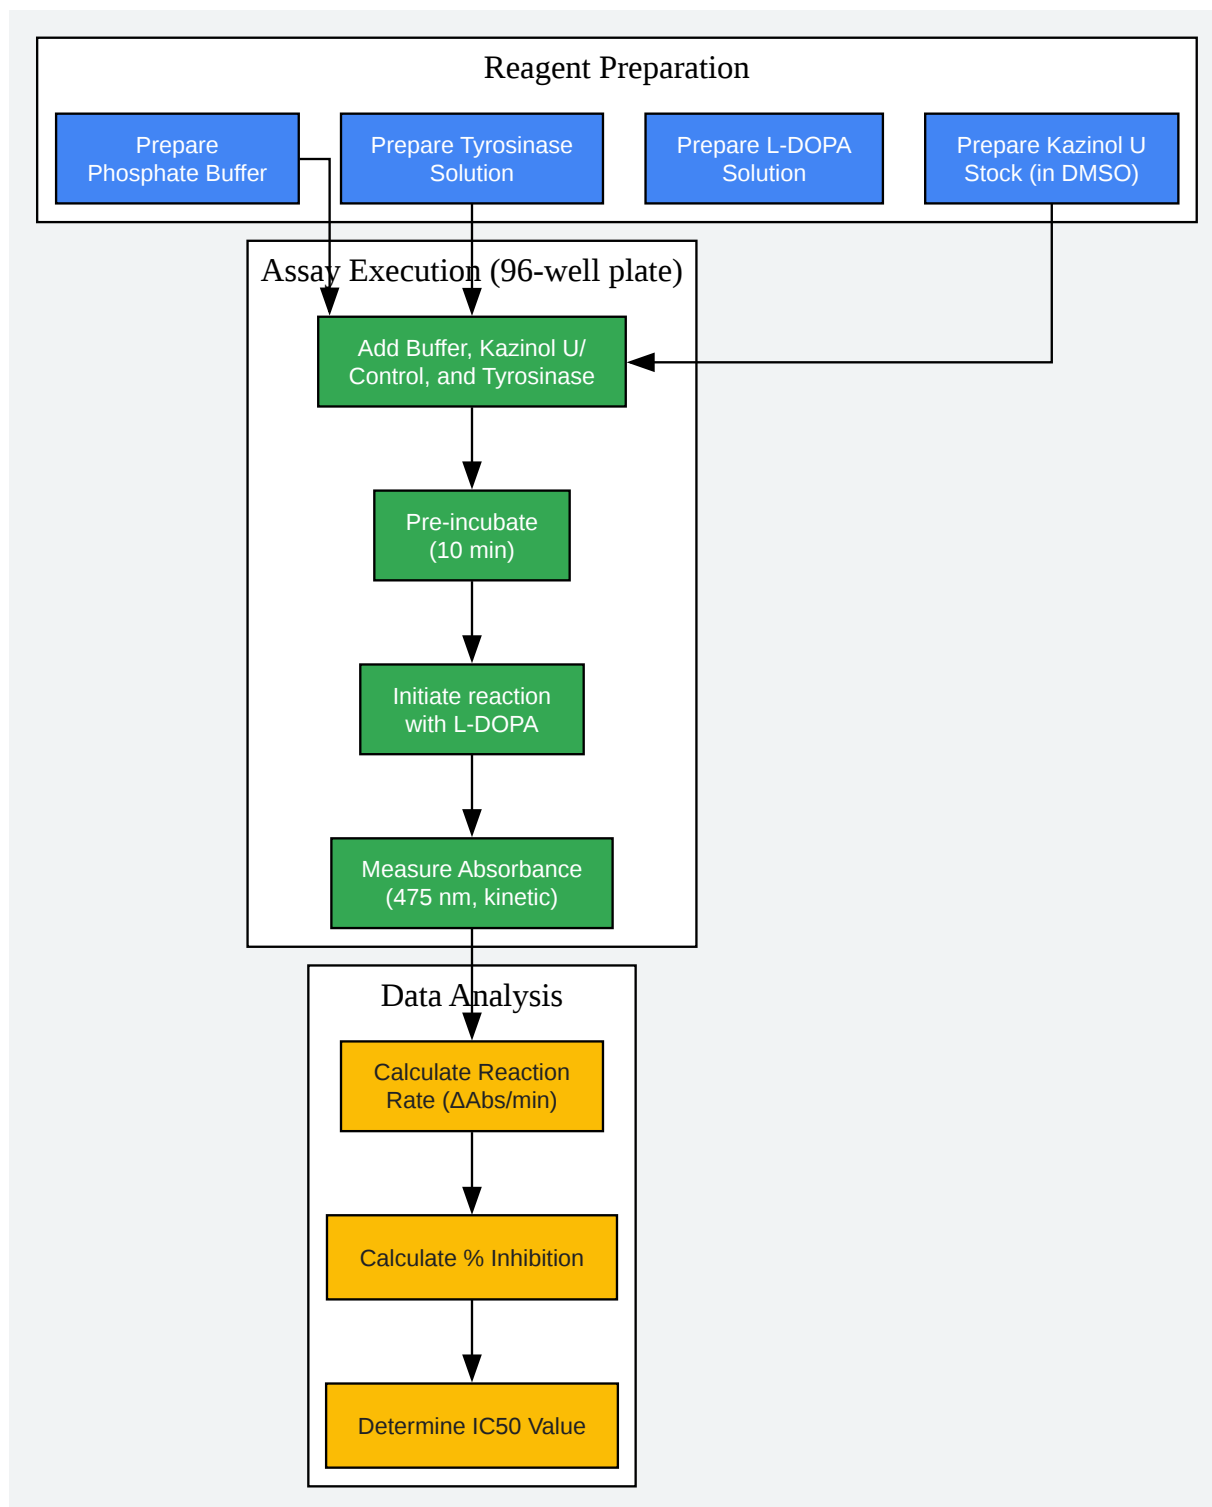 Reagent Preparation
Prepare
Phosphate Buffer
Prepare Tyrosinase
Solution
Prepare L-DOPA
Solution
Prepare Kazinol U
Stock (in DMSO)
Assay Execution (96-well plate)
Add Buffer, Kazinol U/
Control, and Tyrosinase
Pre-incubate
(10 min)
Initiate reaction
with L-DOPA
Measure Absorbance
(475 nm, kinetic)
Data Analysis
Calculate Reaction
Rate (ΔAbs/min)
Calculate % Inhibition
Determine IC50 Value